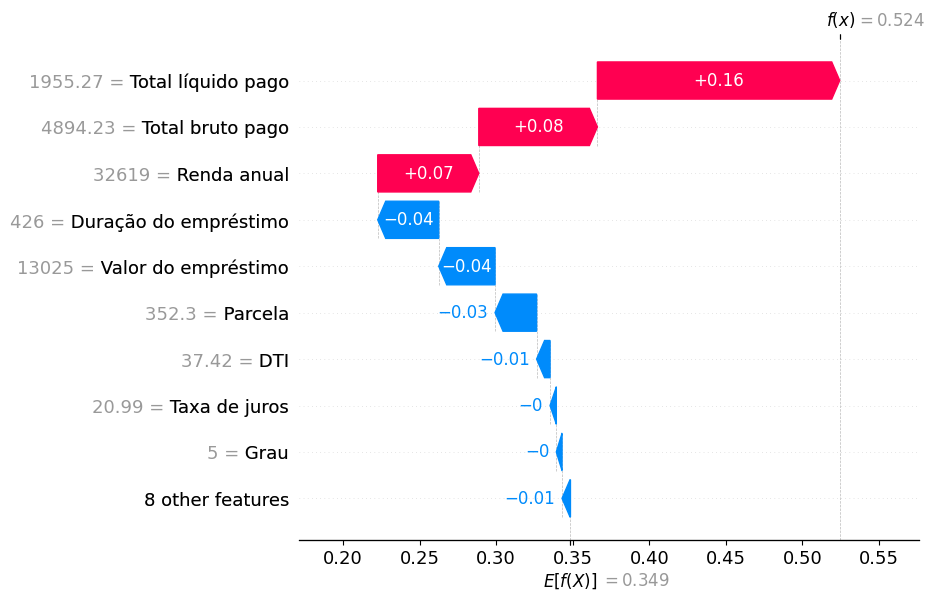 f(x) = 0.524
1955.27 = Total líquido pago
+0.16
4894.23 = Total bruto pago
+0.08
32619 = Renda anual
+0.07
426 = Duração do empréstimo
−0.04
13025 = Valor do empréstimo
−0.04
352.3 = Parcela
−0.03
37.42 = DTI
−0.01
20.99 = Taxa de juros
−0
5 = Grau
−0
8 other features
−0.01
0.20 0.25 0.30 0.35 0.40 0.45 0.50 0.55
E[f(X)] = 0.349